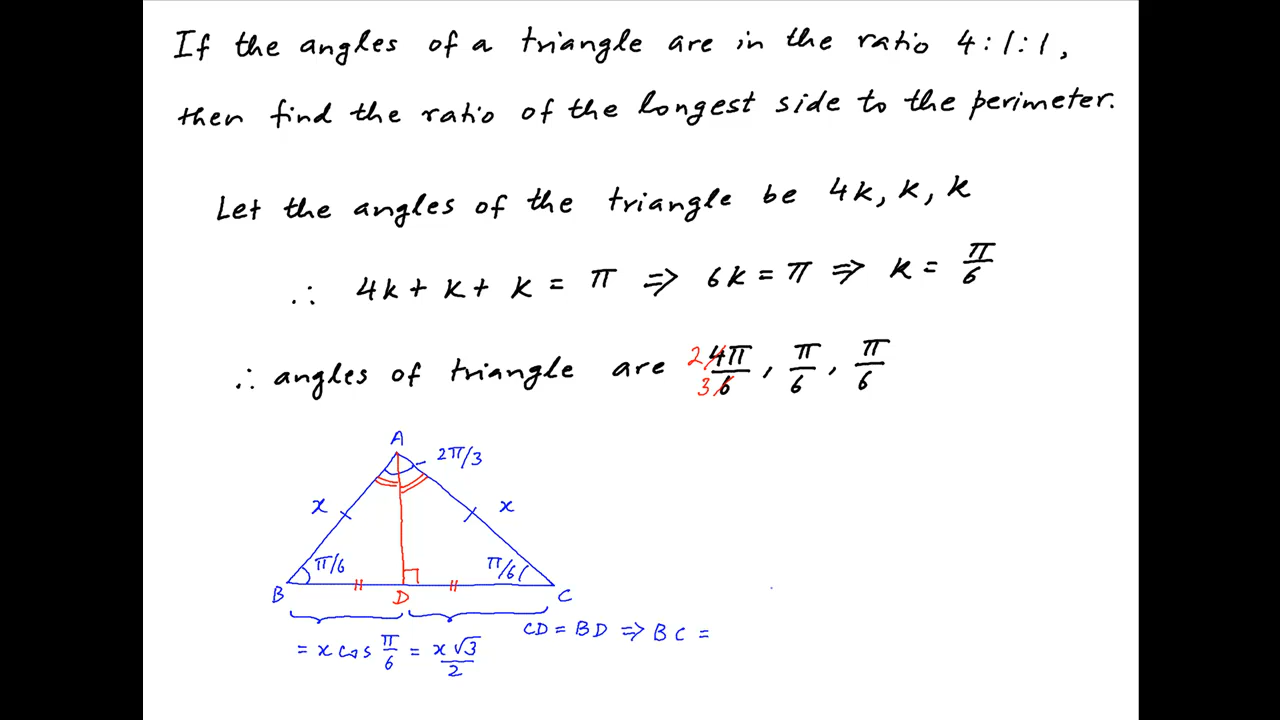 If the angles of a triangle are in the ratio 4:1:1,
then find the ratio of the longest side to the perimeter.
Let the angles of the triangle be 4k, k, k
∴ 4k + k + k = π ⇒ 6k = π ⇒ k = π/6
∴ angles of triangle are 2 4π/6 3, π/6, π/6
A
2π/3
x x
π/6 π/6
B D C
CD = BD ⇒ BC =
= x cos π/6 = x√3/2